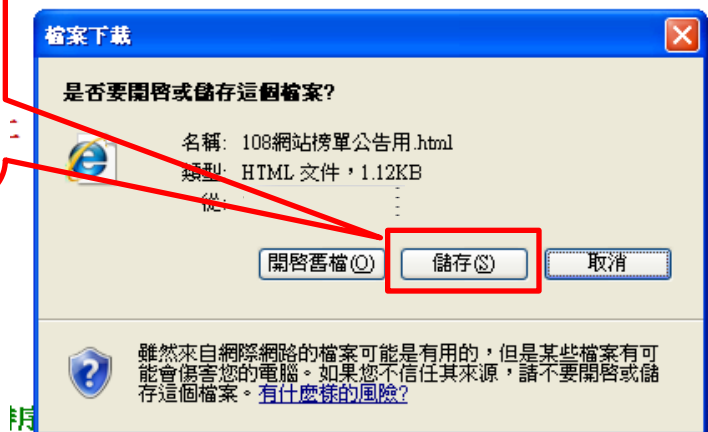 檔案下載
是否要開啓或儲存這個檔案?
名稱: 108網站榜單公告用.html
類型: HTML 文件，1.12KB
從:
開啓舊檔(O) 儲存(S) 取消
雖然來自網際網路的檔案可能是有用的，但是某些檔案有可
能會傷害您的電腦。如果您不信任其來源，請不要開啓或儲
存這個檔案。有什麼樣的風險?